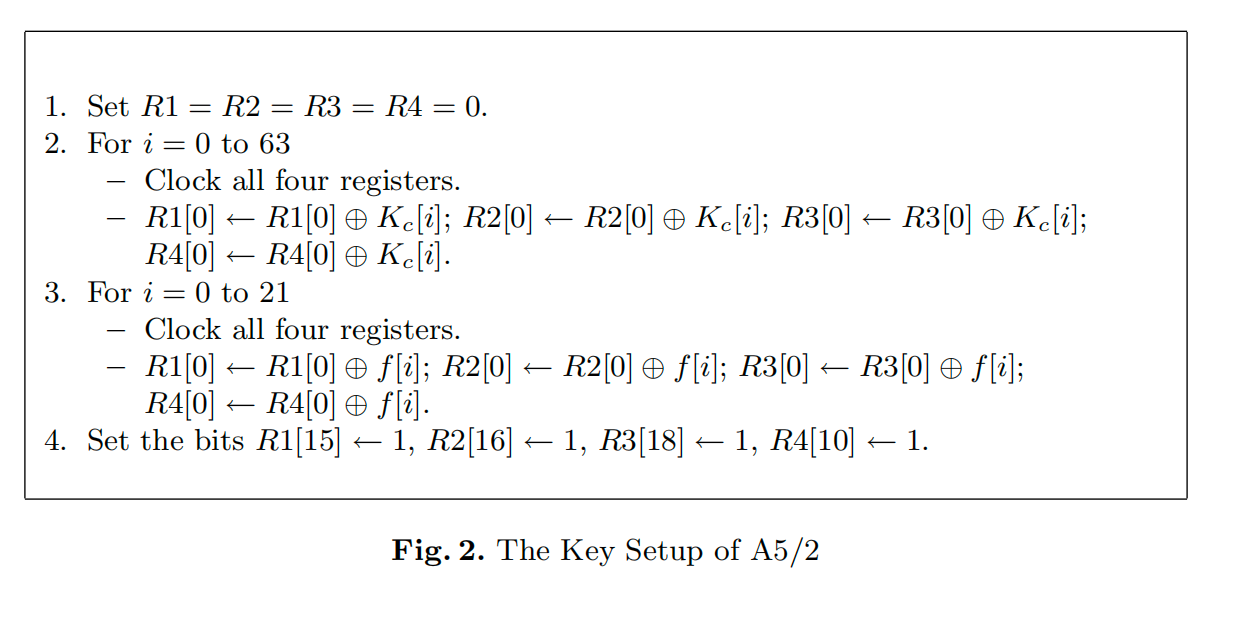 1. Set R1 = R2 = R3 = R4 = 0.
2. For i = 0 to 63
– Clock all four registers.
– R1[0] ← R1[0] ⊕ K_c[i]; R2[0] ← R2[0] ⊕ K_c[i]; R3[0] ← R3[0] ⊕ K_c[i];
R4[0] ← R4[0] ⊕ K_c[i].
3. For i = 0 to 21
– Clock all four registers.
– R1[0] ← R1[0] ⊕ f[i]; R2[0] ← R2[0] ⊕ f[i]; R3[0] ← R3[0] ⊕ f[i];
R4[0] ← R4[0] ⊕ f[i].
4. Set the bits R1[15] ← 1, R2[16] ← 1, R3[18] ← 1, R4[10] ← 1.
Fig. 2. The Key Setup of A5/2